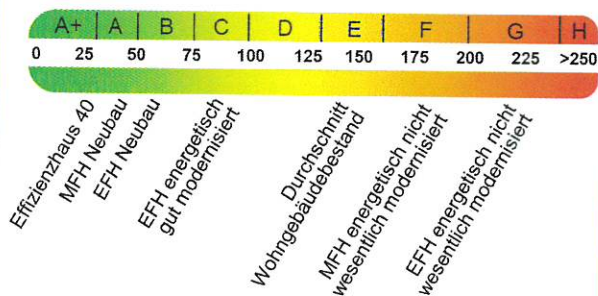 A+ A B C D E F G H
0 25 50 75 100 125 150 175 200 225 >250
Effizienzhaus 40
MFH Neubau
EFH Neubau
EFH energetisch
gut modernisiert
Durchschnitt
Wohngebäudebestand
MFH energetisch nicht
wesentlich modernisiert
EFH energetisch nicht
wesentlich modernisiert